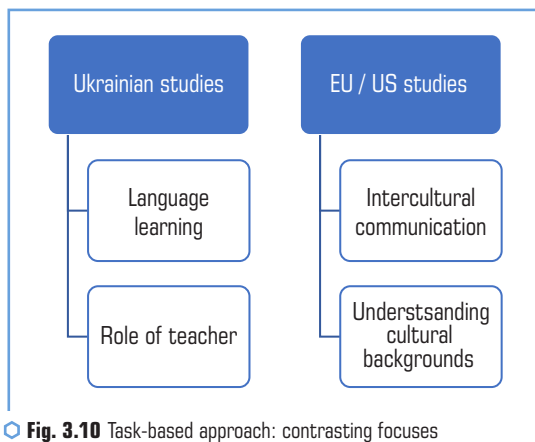 Ukrainian studies
EU / US studies
Language
learning
Intercultural
communication
Role of teacher
Understsanding
cultural
backgrounds
Fig. 3.10 Task-based approach: contrasting focuses